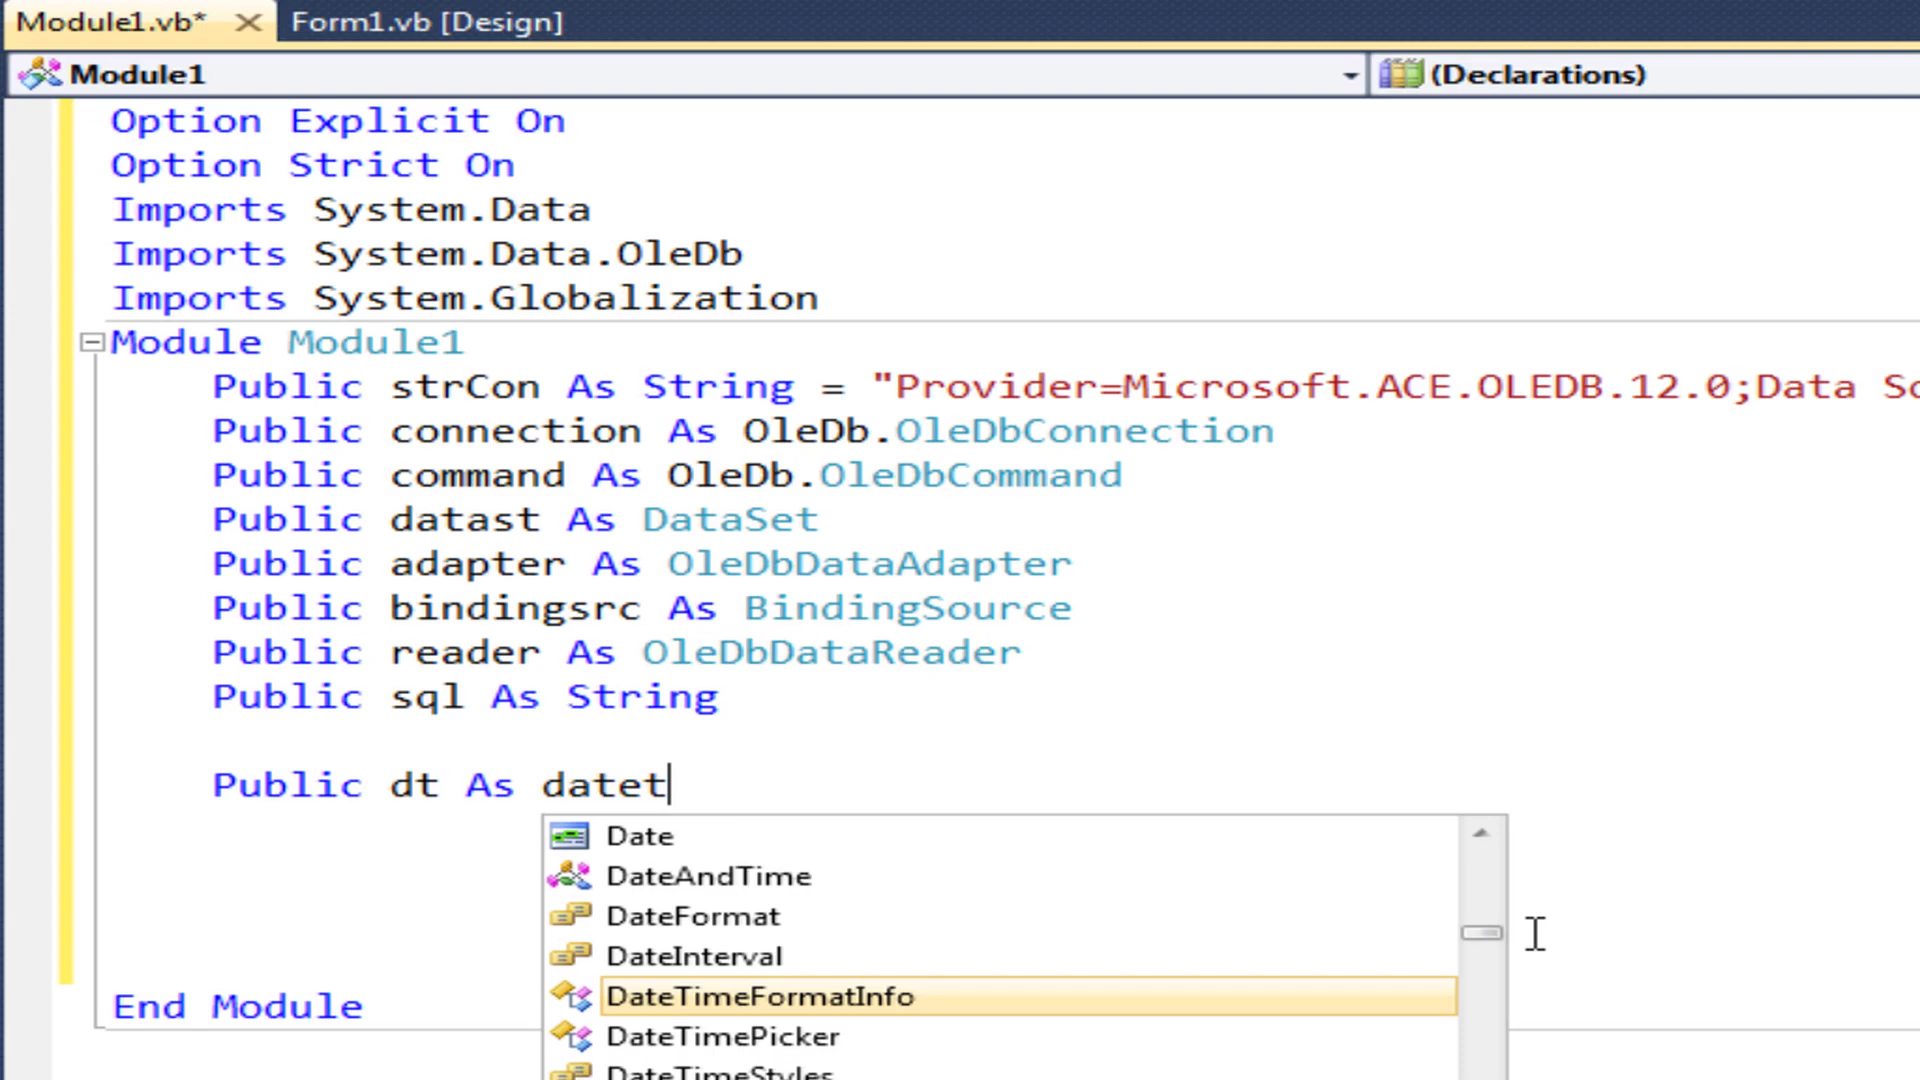 Module1.vb* Form1.vb [Design]
Module1 (Declarations)
Option Explicit On
Option Strict On
Imports System.Data
Imports System.Data.OleDb
Imports System.Globalization
Module Module1
Public strCon As String = "Provider=Microsoft.ACE.OLEDB.12.0;Data So
Public connection As OleDb.OleDbConnection
Public command As OleDb.OleDbCommand
Public datast As DataSet
Public adapter As OleDbDataAdapter
Public bindingsrc As BindingSource
Public reader As OleDbDataReader
Public sql As String
Public dt As datet
Date
DateAndTime
DateFormat
DateInterval
DateTimeFormatInfo
End Module
DateTimePicker
DateTimeStyles